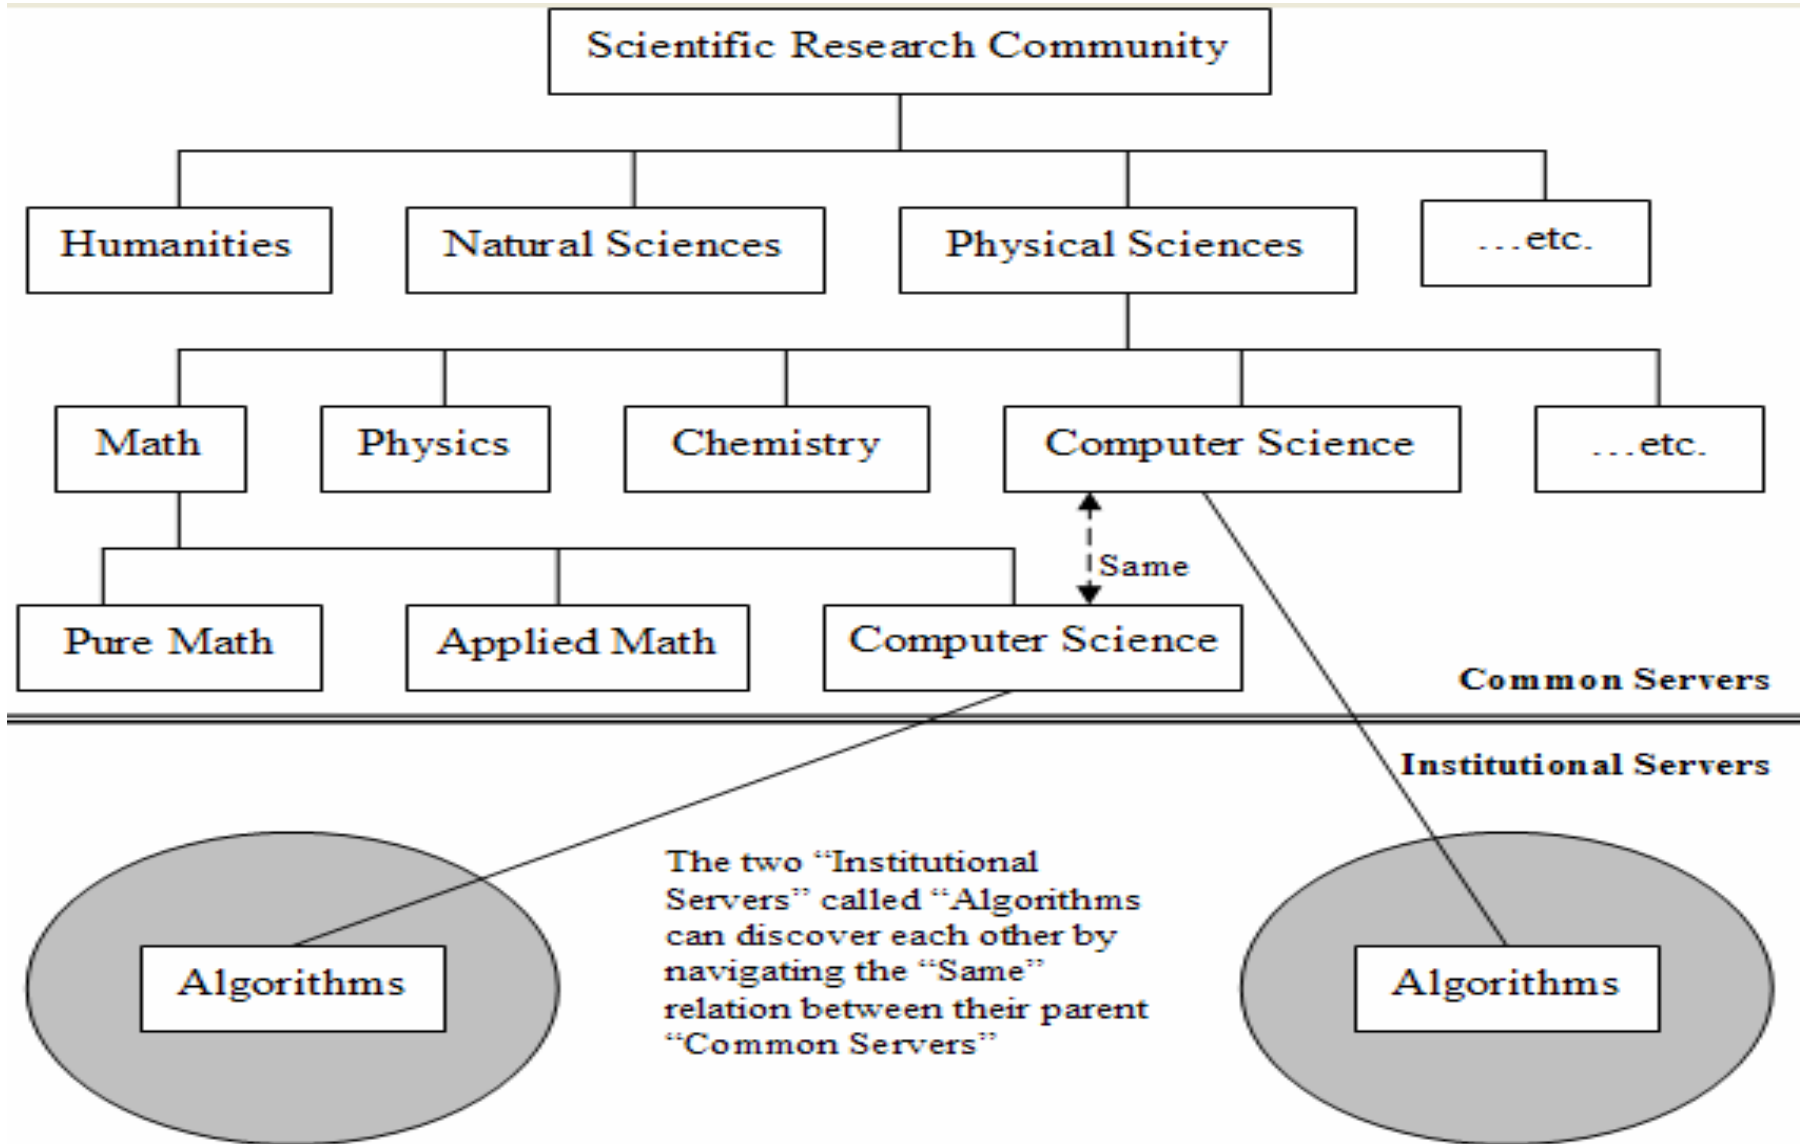 Scientific Research Community
Humanities
Natural Sciences
Physical Sciences
...etc.
Math
Physics
Chemistry
Computer Science
...etc.
Same
Pure Math
Applied Math
Computer Science
Common Servers
Institutional Servers
The two “Institutional
Servers” called “Algorithms
can discover each other by
navigating the “Same”
relation between their parent
“Common Servers”
Algorithms
Algorithms